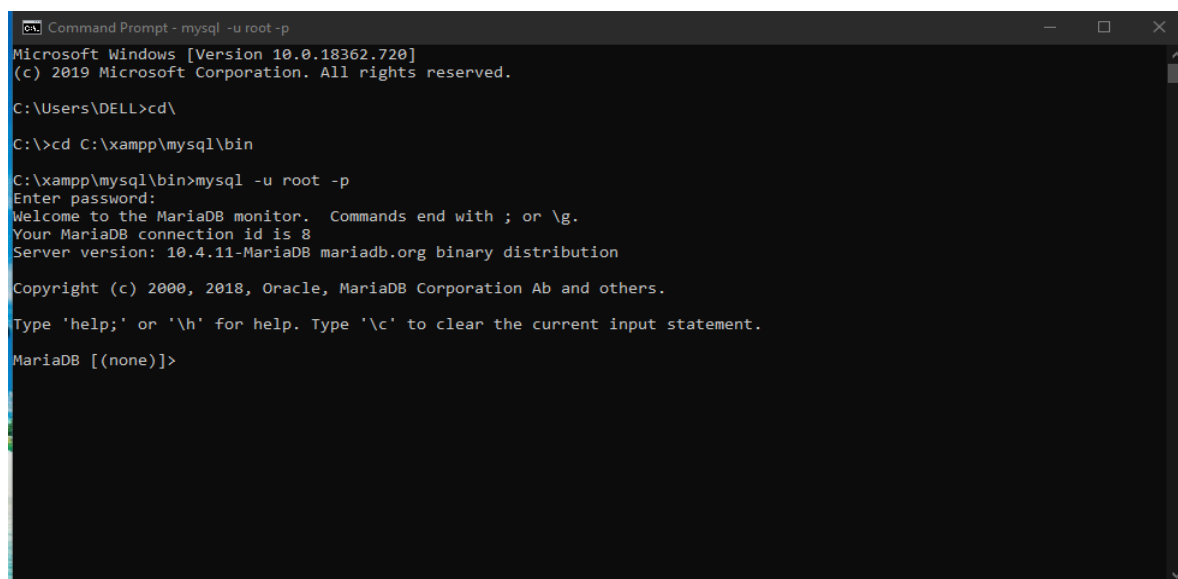 Command Prompt - mysql -u root -p
Microsoft Windows [Version 10.0.18362.720]
(c) 2019 Microsoft Corporation. All rights reserved.
C:\Users\DELL>cd\
C:\>cd C:\xampp\mysql\bin
C:\xampp\mysql\bin>mysql -u root -p
Enter password:
Welcome to the MariaDB monitor.  Commands end with ; or \g.
Your MariaDB connection id is 8
Server version: 10.4.11-MariaDB mariadb.org binary distribution
Copyright (c) 2000, 2018, Oracle, MariaDB Corporation Ab and others.
Type 'help;' or '\h' for help. Type '\c' to clear the current input statement.
MariaDB [(none)]>